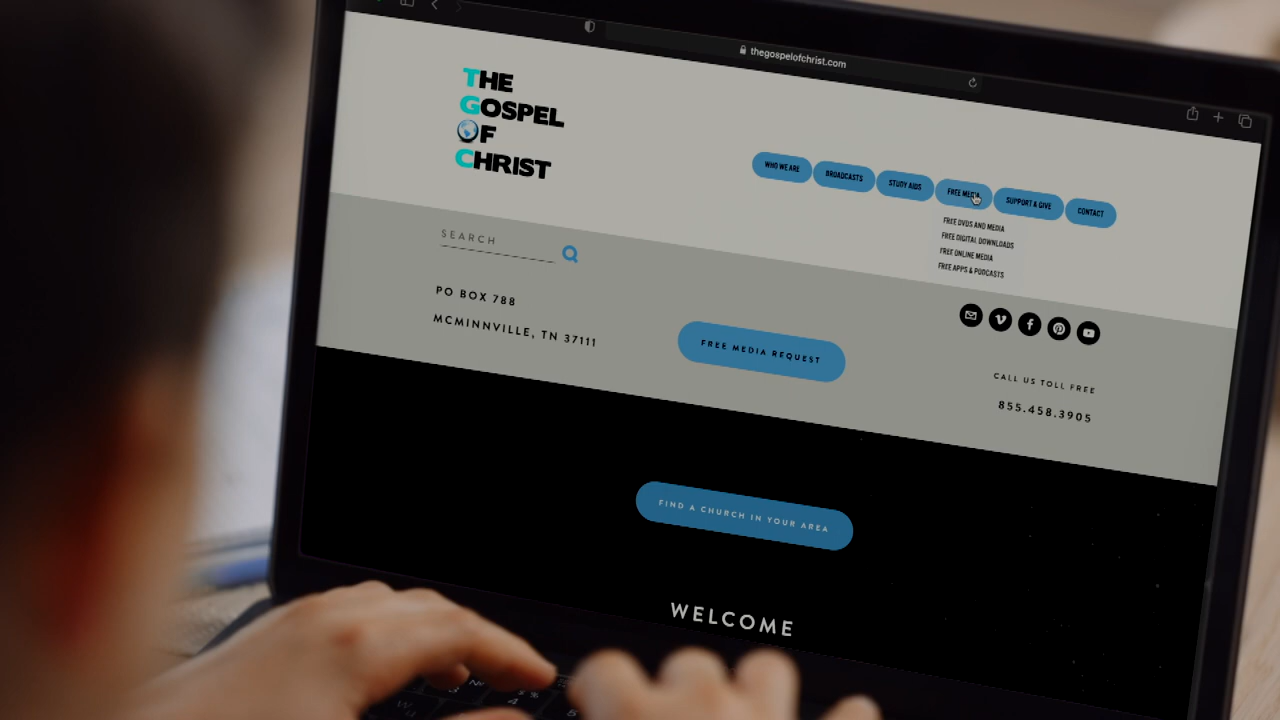 thegospelofchrist.com
THE
GOSPEL
OF
CHRIST
WHO WE ARE
BROADCASTS
STUDY AIDS
FREE MEDIA
SUPPORT & GIVE
CONTACT
FREE DVDS AND MEDIA
FREE DIGITAL DOWNLOADS
FREE ONLINE MEDIA
FREE APPS & PODCASTS
SEARCH
PO BOX 788
MCMINNVILLE, TN 37111
FREE MEDIA REQUEST
CALL US TOLL FREE
855.458.3905
FIND A CHURCH IN YOUR AREA
WELCOME